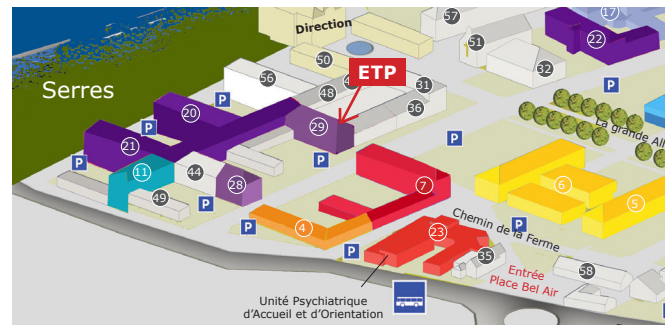 57
17
Direction
51
22
50
ETP
32
56
4
31
48
Serres
36
20
29
La grande All
21
11
7
6
44
28
5
49
Chemin de la Ferme
4
23
35
Entrée
Place Bel Air
58
Unité Psychiatrique
d'Accueil et d'Orientation
P
P
P
P
P
P
P
P
P
P
P
P